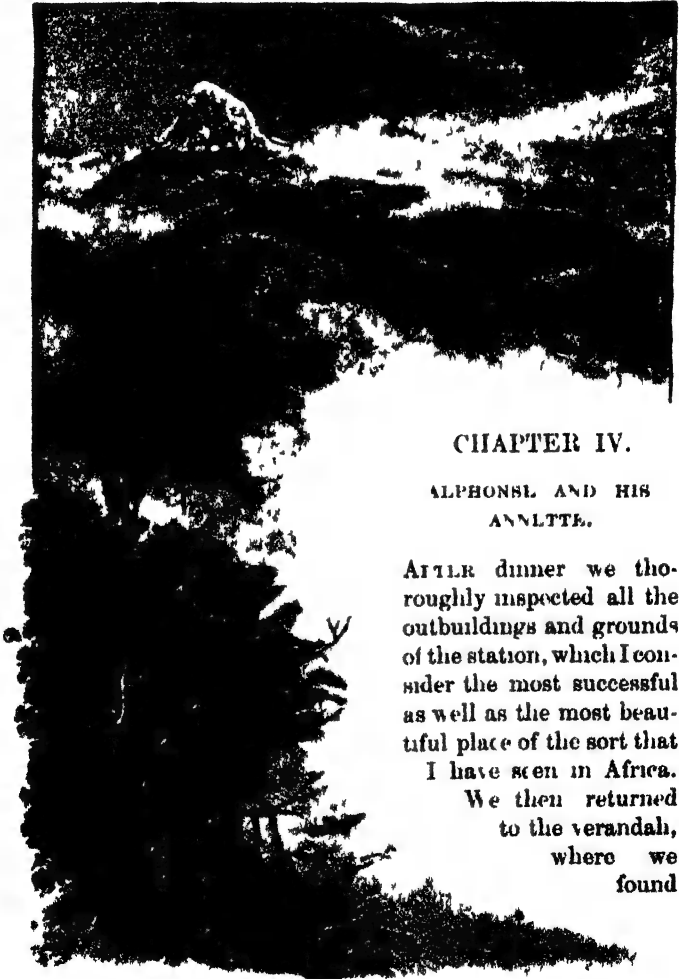 CHAPTER IV.
ALPHONSE AND HIS
ANNETTE.
AFTER dinner we tho-
roughly inspected all the
outbuildings and grounds
of the station, which I con-
sider the most successful
as well as the most beau-
tiful place of the sort that
I have seen in Africa.
We then returned
to the verandah,
where we
found